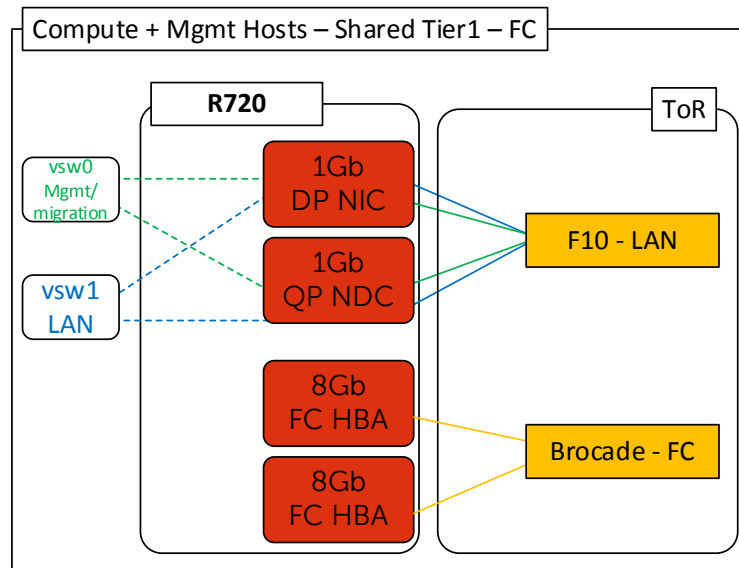 Compute + Mgmt Hosts – Shared Tier1 – FC
R720
ToR
vsw0
Mgmt/
migration
1Gb
DP NIC
F10 - LAN
vsw1
LAN
1Gb
QP NDC
8Gb
FC HBA
Brocade - FC
8Gb
FC HBA